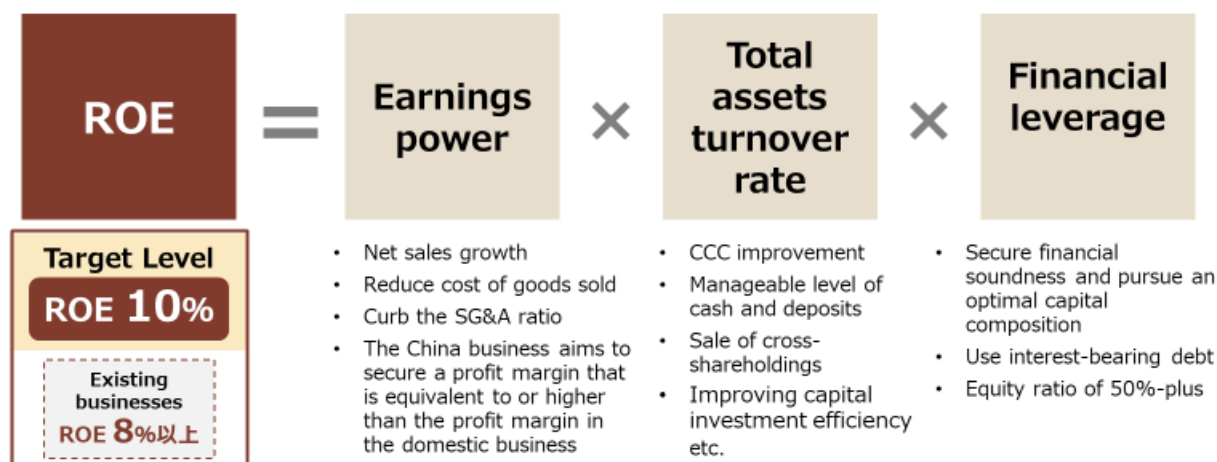 ROE
=
Earnings
power
×
Total
assets
turnover
rate
×
Financial
leverage
Target Level
ROE 10%
Existing
businesses
ROE 8%以上
• Net sales growth
• Reduce cost of goods sold
• Curb the SG&A ratio
• The China business aims to
secure a profit margin that
is equivalent to or higher
than the profit margin in
the domestic business
• CCC improvement
• Manageable level of
cash and deposits
• Sale of cross-
shareholdings
• Improving capital
investment efficiency
etc.
• Secure financial
soundness and pursue an
optimal capital
composition
• Use interest-bearing debt
• Equity ratio of 50%-plus